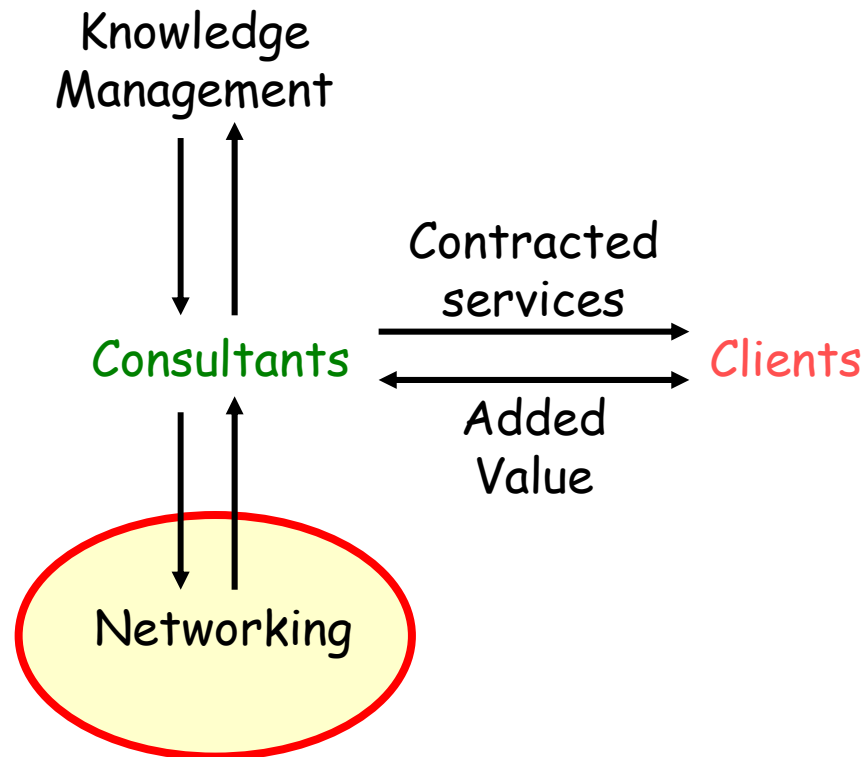 Knowledge
Management
Contracted
services
Consultants
Clients
Added
Value
Networking